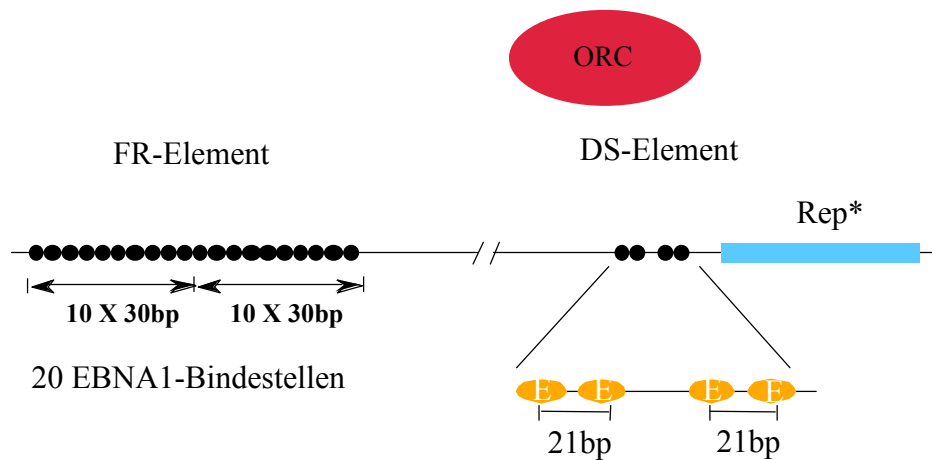 ORC
FR-Element
DS-Element
Rep*
10 X 30bp
10 X 30bp
20 EBNA1-Bindestellen
E E E E
21bp
21bp